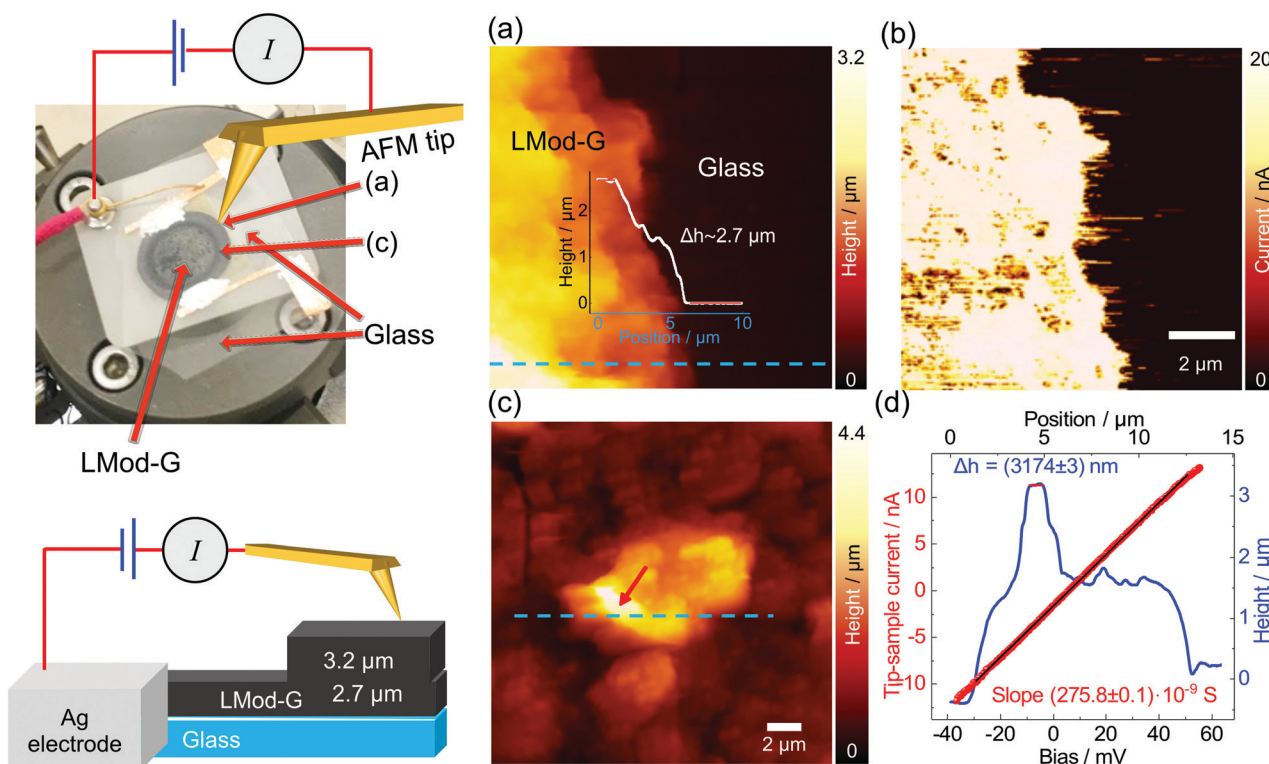 I
AFM tip
(a)
(c)
Glass
LMod-G
I
3.2 µm
2.7 µm
LMod-G
Ag
electrode
Glass
(a)
LMod-G
Glass
Δh~2.7 µm
Height / µm
2
1
0
0
5
10
Position / µm
3.2
Height / µm
0
(b)
20
Current / nA
0
2 µm
(c)
4.4
Height / µm
0
2 µm
(d)
Position / µm
0 5 10 15
Δh = (3174±3) nm
Tip-sample current / nA
10
5
0
-5
-10
3
2
1
0
Height / µm
Slope (275.8±0.1)·10⁻⁹ S
-40 -20 0 20 40 60
Bias / mV